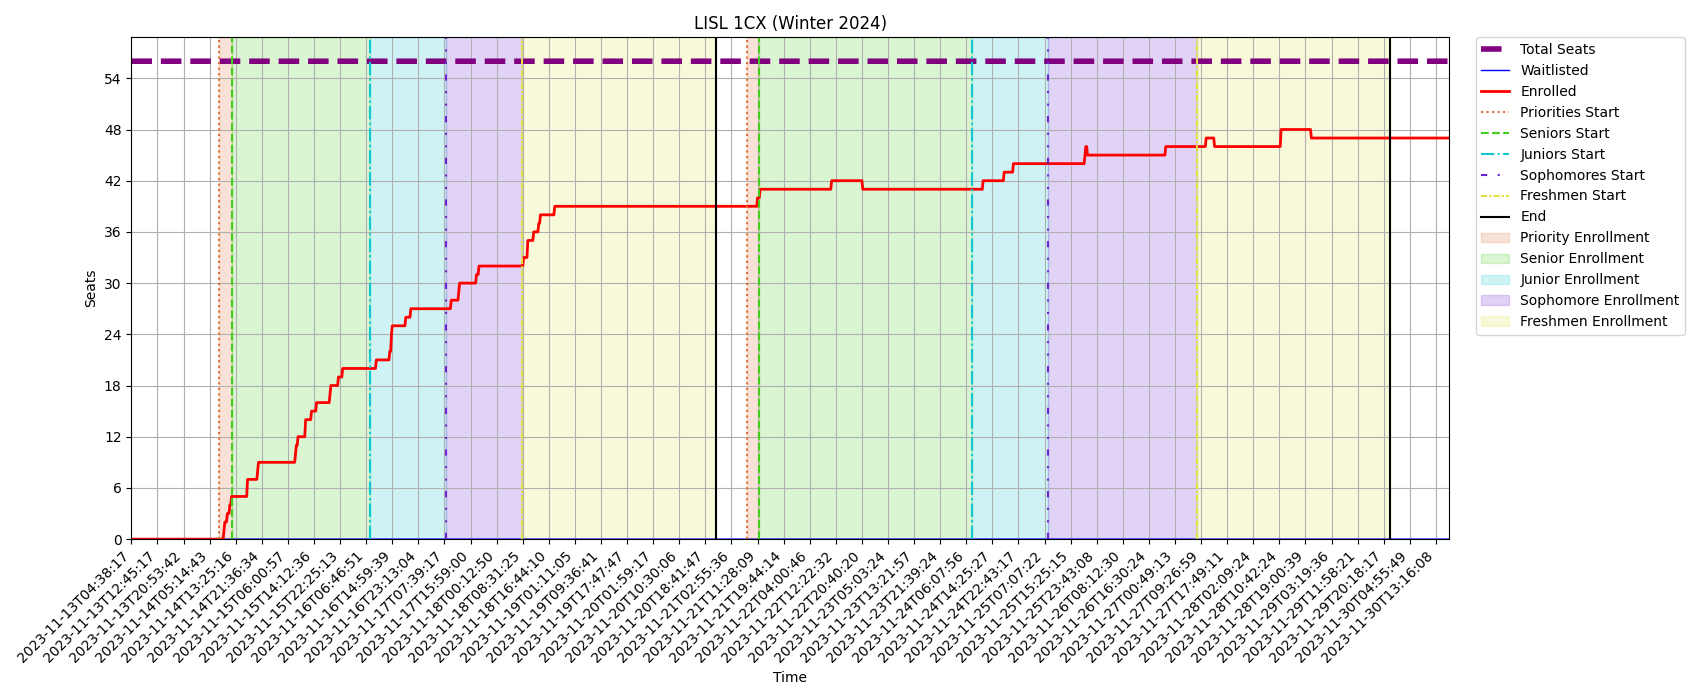 LISL 1CX (Winter 2024)
Seats
54
48
42
36
30
24
18
12
6
0
2023-11-13T04:38:17
2023-11-13T12:45:17
2023-11-13T20:53:42
2023-11-14T05:14:43
2023-11-14T13:25:16
2023-11-14T21:36:34
2023-11-15T06:00:57
2023-11-15T14:12:36
2023-11-15T22:25:13
2023-11-16T06:46:51
2023-11-16T14:59:39
2023-11-16T23:13:04
2023-11-17T07:39:17
2023-11-17T15:59:00
2023-11-18T00:12:50
2023-11-18T08:31:25
2023-11-18T16:44:10
2023-11-19T01:11:05
2023-11-19T09:36:41
2023-11-19T17:47:47
2023-11-20T01:59:17
2023-11-20T10:30:06
2023-11-20T18:41:47
2023-11-21T02:55:36
2023-11-21T11:28:09
2023-11-21T19:44:14
2023-11-22T04:00:46
2023-11-22T12:22:32
2023-11-22T20:40:20
2023-11-23T05:03:24
2023-11-23T13:21:57
2023-11-23T21:39:24
2023-11-24T06:07:56
2023-11-24T14:25:27
2023-11-24T22:43:17
2023-11-25T07:07:22
2023-11-25T15:25:15
2023-11-25T23:43:08
2023-11-26T08:12:30
2023-11-26T16:30:24
2023-11-27T00:49:13
2023-11-27T09:26:59
2023-11-27T17:49:11
2023-11-28T02:09:24
2023-11-28T10:42:24
2023-11-28T19:00:39
2023-11-29T03:19:36
2023-11-29T11:58:21
2023-11-29T20:18:17
2023-11-30T04:55:49
2023-11-30T13:16:08
Time
Total Seats
Waitlisted
Enrolled
Priorities Start
Seniors Start
Juniors Start
Sophomores Start
Freshmen Start
End
Priority Enrollment
Senior Enrollment
Junior Enrollment
Sophomore Enrollment
Freshmen Enrollment